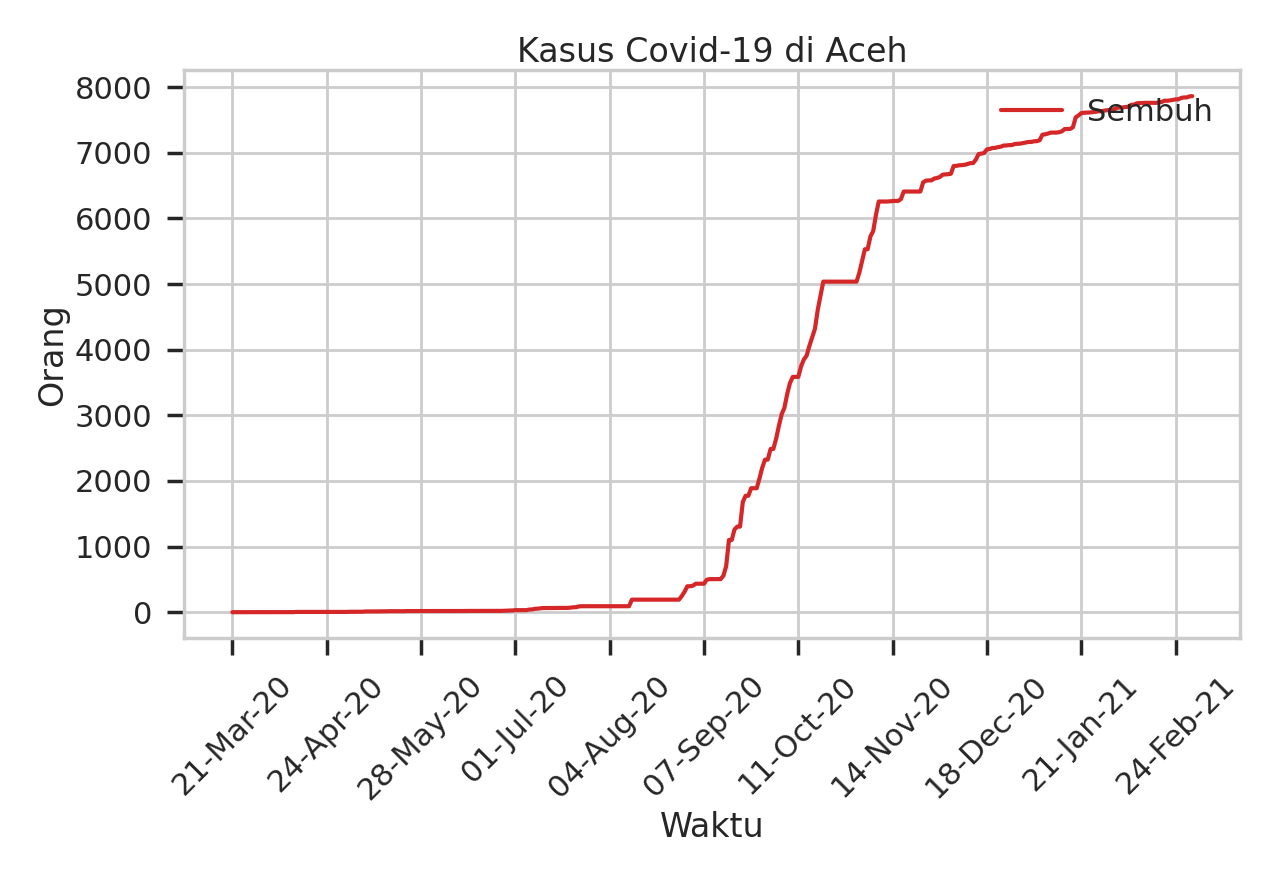 Kasus Covid-19 di Aceh
Sembuh
8000
7000
6000
5000
4000
3000
2000
1000
0
Orang
21-Mar-20
24-Apr-20
28-May-20
01-Jul-20
04-Aug-20
07-Sep-20
11-Oct-20
14-Nov-20
18-Dec-20
21-Jan-21
24-Feb-21
Waktu